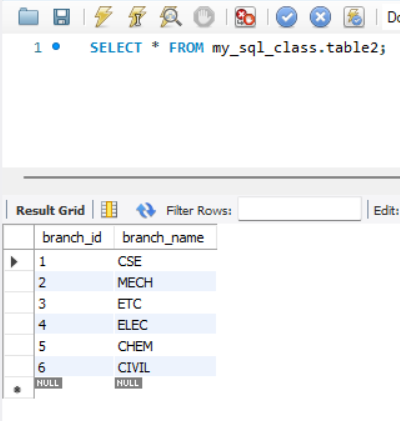 Do
1 SELECT * FROM my_sql_class.table2;
Result Grid Filter Rows: Edit:
branch_id branch_name
1 CSE
2 MECH
3 ETC
4 ELEC
5 CHEM
6 CIVIL
NULL NULL